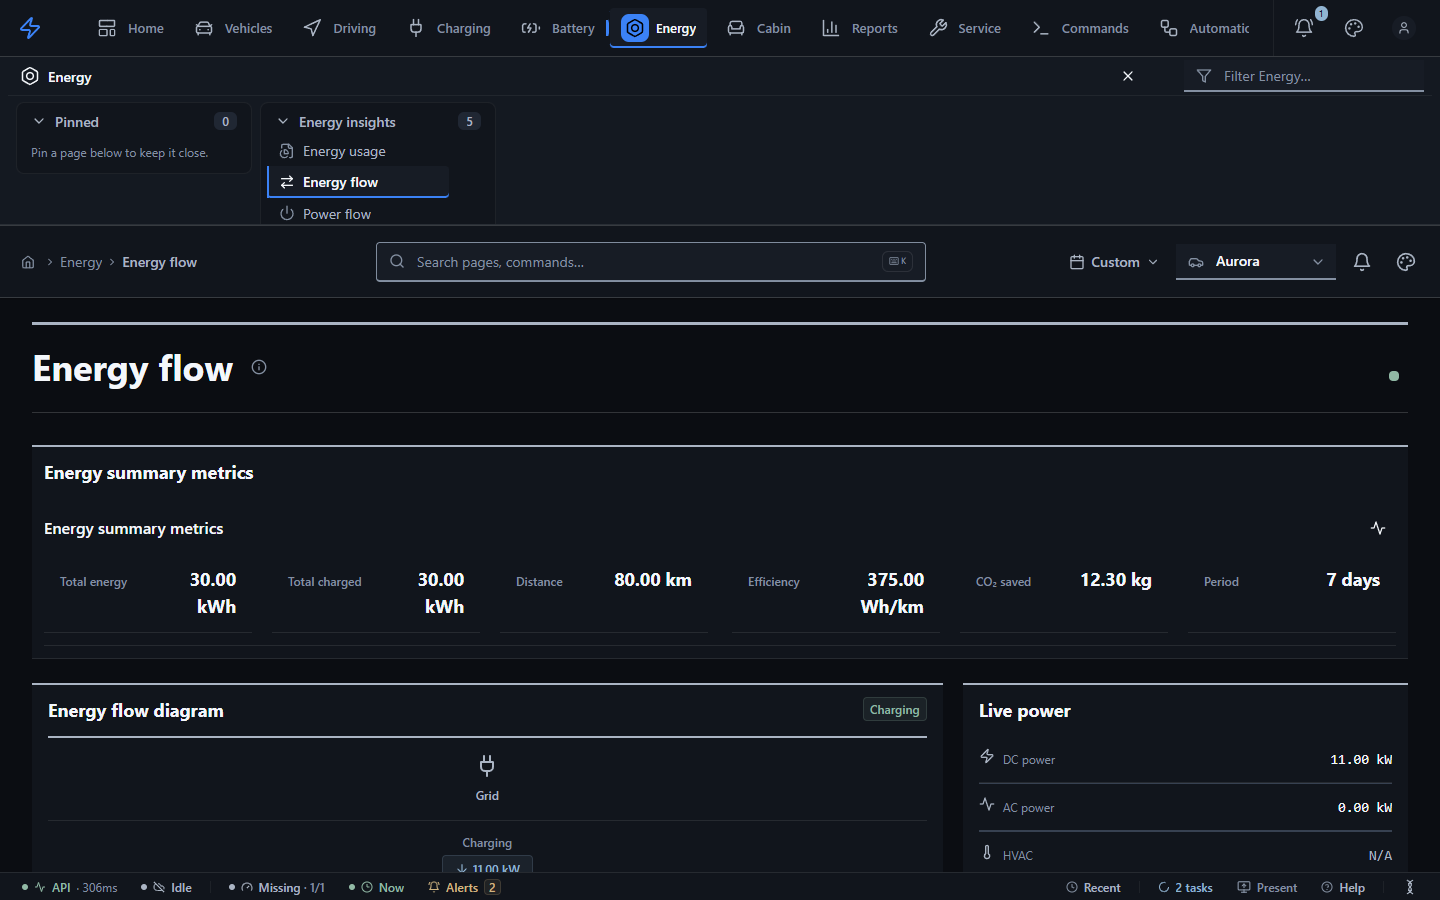 Home
Vehicles
Driving
Charging
Battery
Energy
Cabin
Reports
Service
Commands
Automatic
1
Energy
Filter Energy...
Pinned
0
Pin a page below to keep it close.
Energy insights
5
Energy usage
Energy flow
Power flow
Energy
Energy flow
Search pages, commands...
K
Custom
Aurora
Energy flow
Energy summary metrics
Energy summary metrics
Total energy
30.00 kWh
Total charged
30.00 kWh
Distance
80.00 km
Efficiency
375.00 Wh/km
CO₂ saved
12.30 kg
Period
7 days
Energy flow diagram
Charging
Grid
Charging
11.00 kW
Live power
DC power
11.00 kW
AC power
0.00 kW
HVAC
N/A
API · 306ms
Idle
Missing · 1/1
Now
Alerts 2
Recent
2 tasks
Present
Help